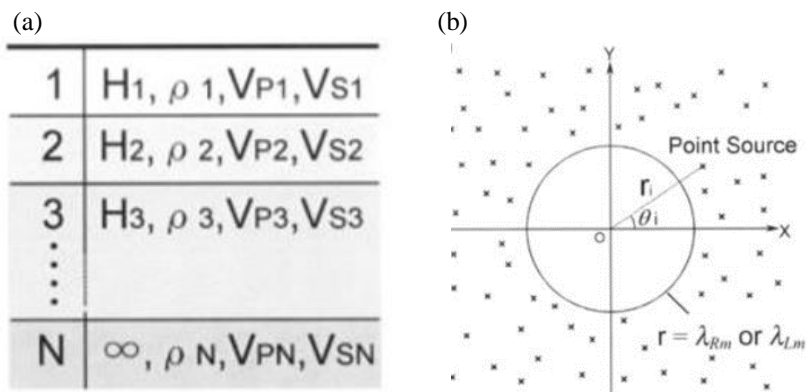 (a)
1 H1, ρ 1, VP1, VS1
2 H2, ρ 2, VP2, VS2
3 H3, ρ 3, VP3, VS3
N ∞, ρ N, VPN, VSN
(b)
Y
Point Source
ri
θi
O
X
r = λRm or λLm